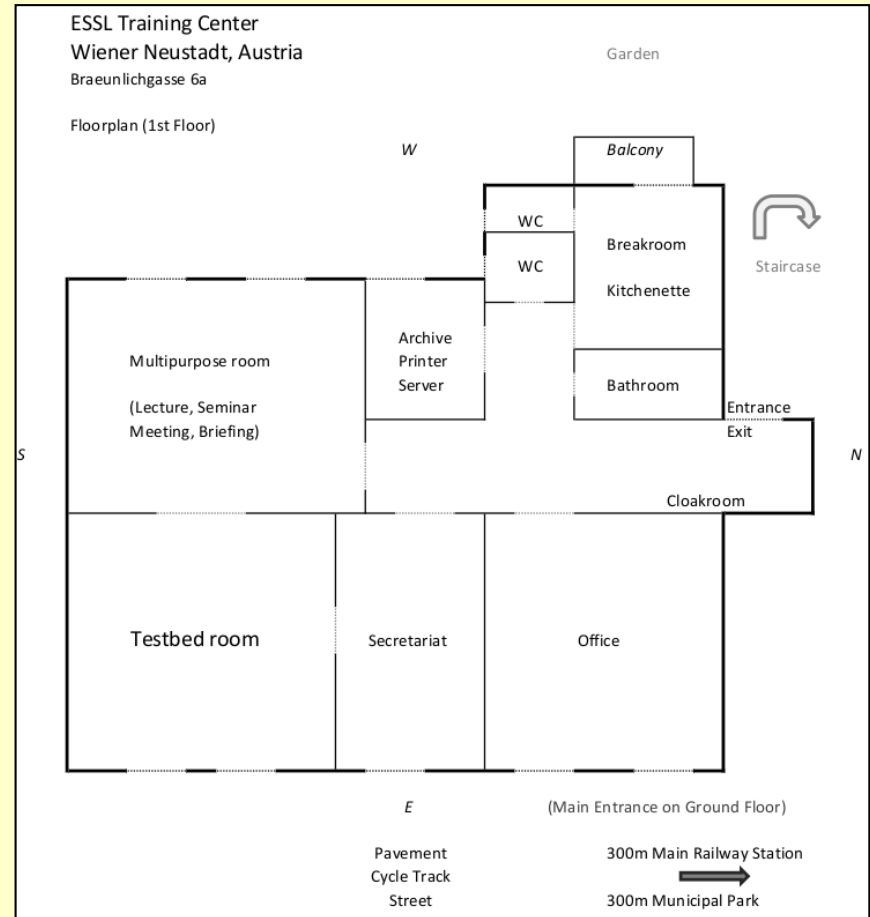 ESSL Training Center
Wiener Neustadt, Austria
Braeunlichgasse 6a
Garden
Floorplan (1st Floor)
W
Balcony
WC
Breakroom
WC
Staircase
Kitchenette
Archive
Printer
Server
Multipurpose room
Bathroom
(Lecture, Seminar
Meeting, Briefing)
Entrance
Exit
S
N
Cloakroom
Testbed room
Secretariat
Office
E
(Main Entrance on Ground Floor)
Pavement
Cycle Track
Street
300m Main Railway Station
300m Municipal Park